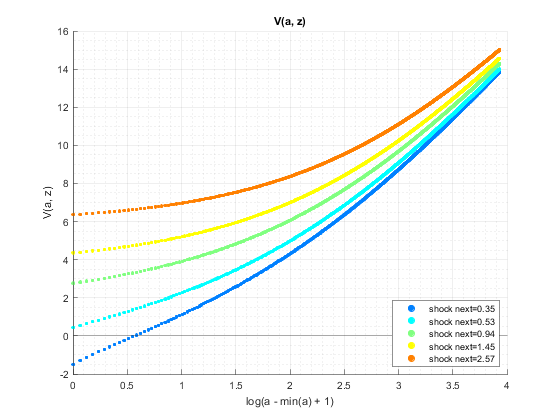 V(a, z)
16
14
12
10
8
6
4
2
0
-2
V(a, z)
0
0.5
1
1.5
2
2.5
3
3.5
4
log(a - min(a) + 1)
shock next=0.35
shock next=0.53
shock next=0.94
shock next=1.45
shock next=2.57